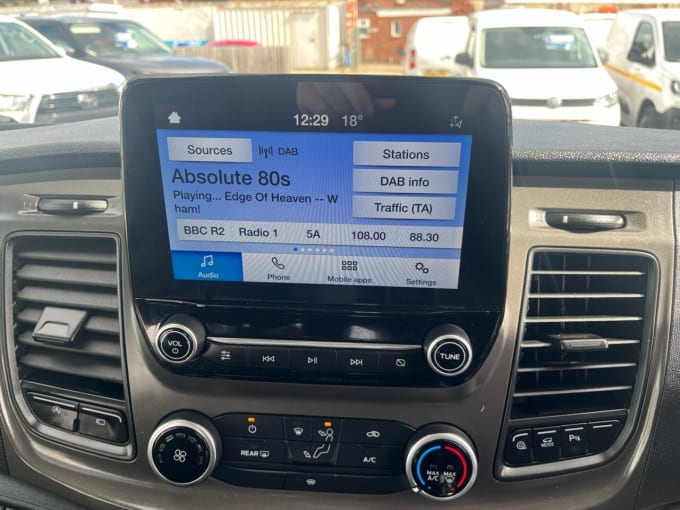 12:29 18°
Sources DAB Stations
Absolute 80s
DAB info
Playing... Edge Of Heaven -- W
ham!
Traffic (TA)
BBC R2 Radio 1 5A 108.00 88.30
Audio Phone Mobile apps Settings
VOL
TUNE
REAR
A/C
MAX
A/C
MAX
P
A